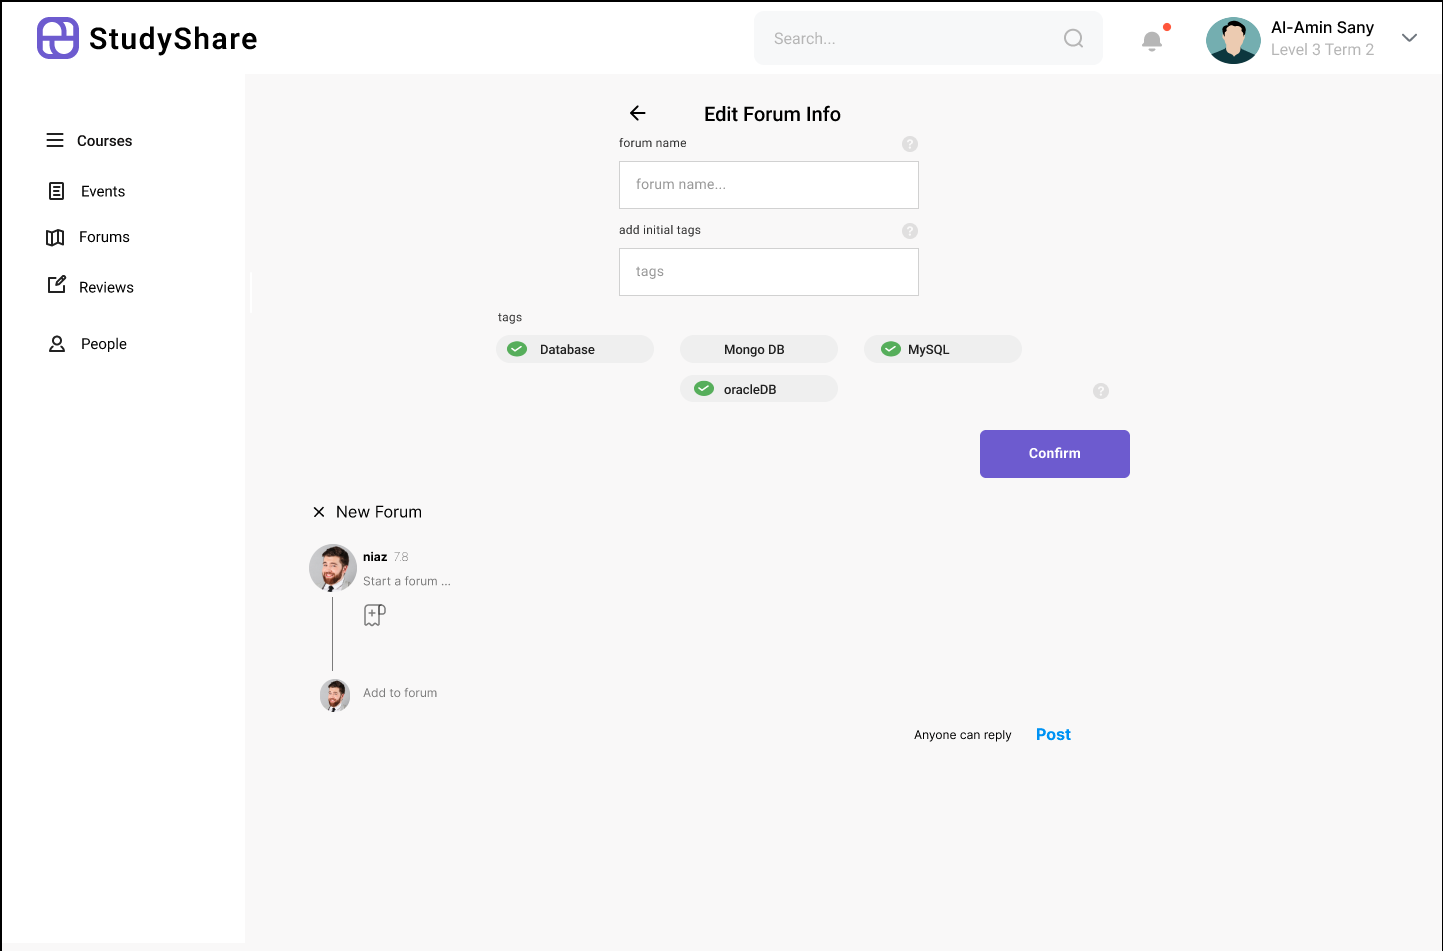 StudyShare
Search...
Al-Amin Sany
Level 3 Term 2
Courses
Events
Forums
Reviews
People
Edit Forum Info
forum name
?
forum name...
add initial tags
?
tags
tags
Database
Mongo DB
MySQL
oracleDB
?
Confirm
New Forum
niaz 7.8
Start a forum ...
Add to forum
Anyone can reply Post